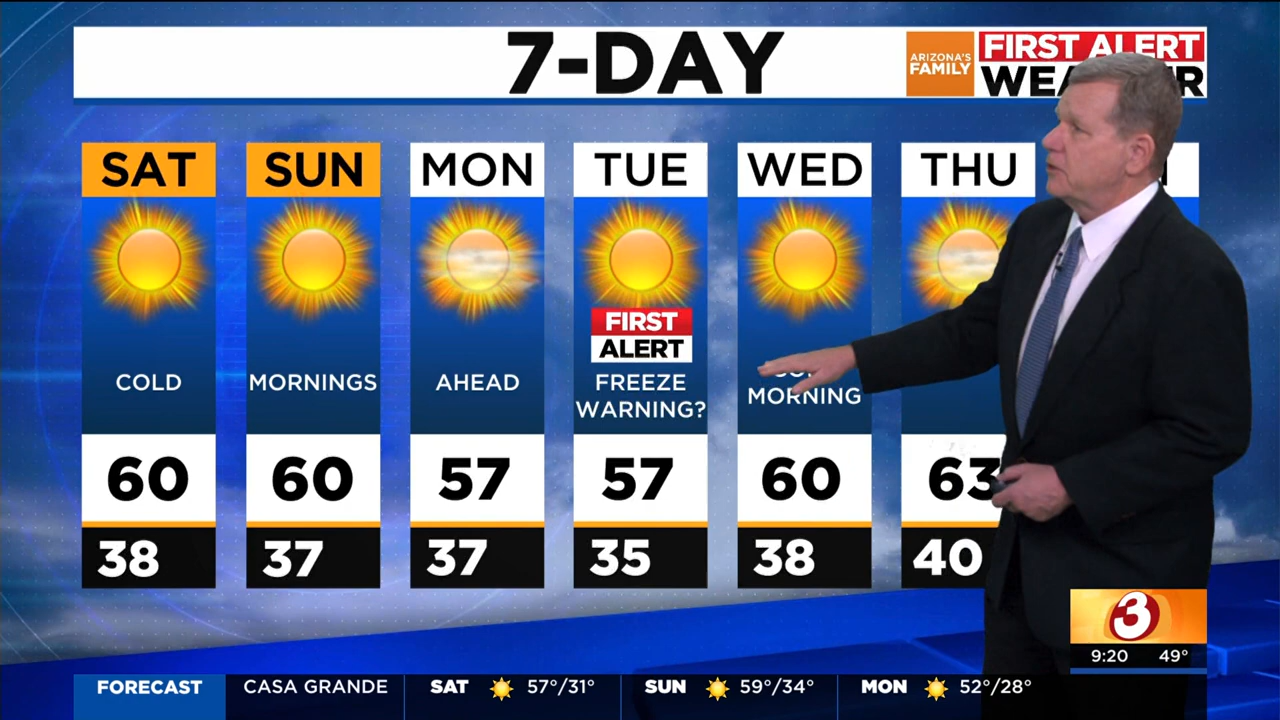 7-DAY
ARIZONA'S
FAMILY
FIRST ALERT
SAT
SUN
MON
TUE
WED
THU
FIRST
ALERT
COLD
MORNINGS
AHEAD
FREEZE
WARNING?
MORNING
60
60
57
57
60
63
38
37
37
35
38
40
3
9:20 49°
FORECAST CASA GRANDE SAT 57°/31° SUN 59°/34° MON 52°/28°